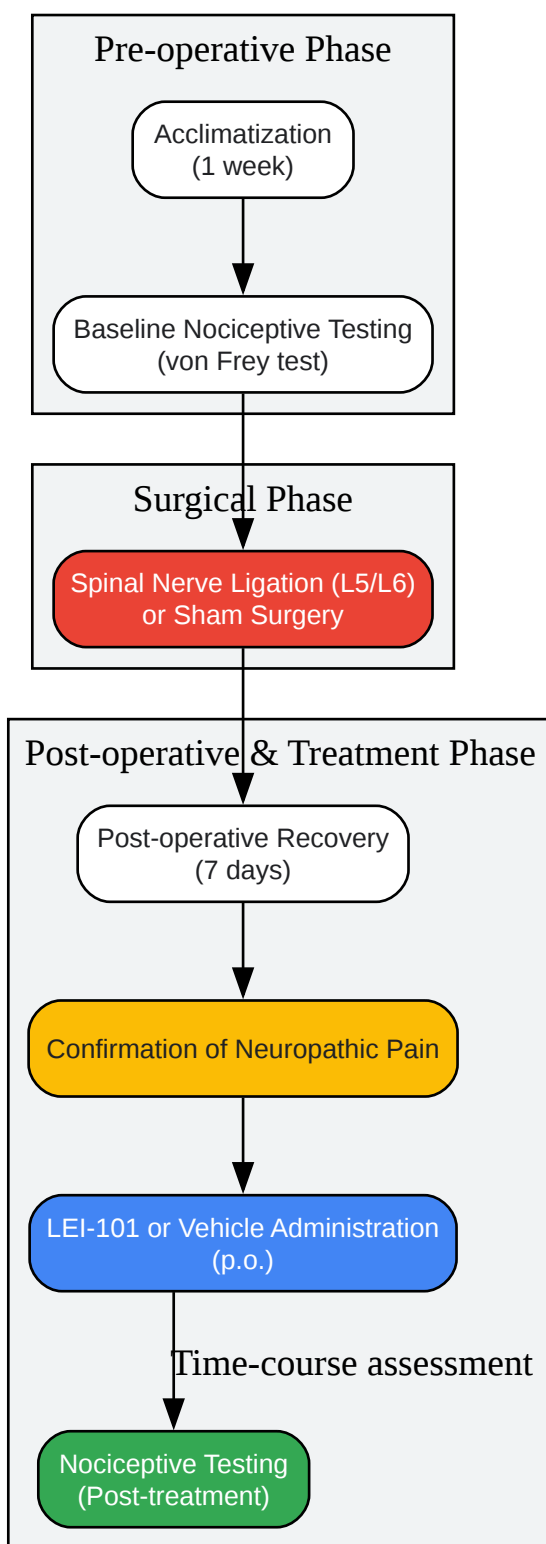 Pre-operative Phase
Acclimatization
(1 week)
Baseline Nociceptive Testing
(von Frey test)
Surgical Phase
Spinal Nerve Ligation (L5/L6)
or Sham Surgery
Post-operative & Treatment Phase
Post-operative Recovery
(7 days)
Confirmation of Neuropathic Pain
LEI-101 or Vehicle Administration
(p.o.)
Time-course assessment
Nociceptive Testing
(Post-treatment)